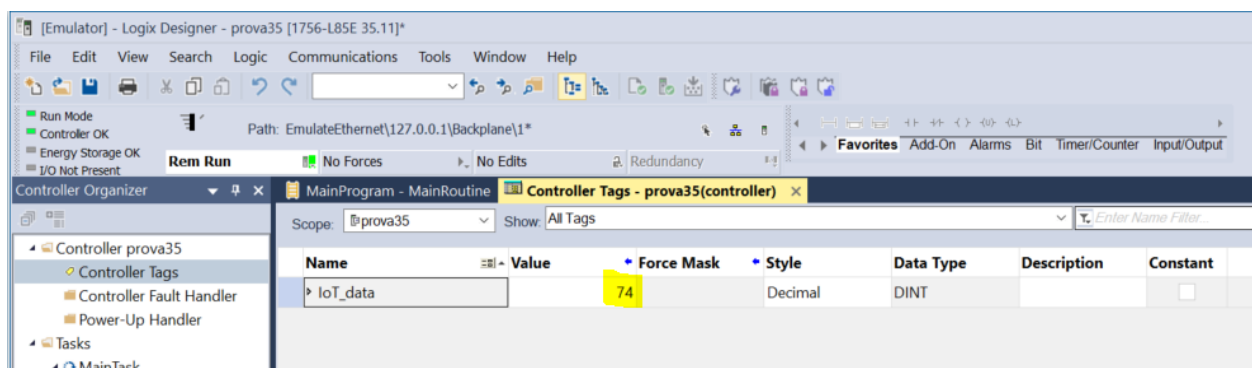 [Emulator] - Logix Designer - prova35 [1756-L85E 35.11]*
File Edit View Search Logic Communications Tools Window Help
Run Mode
Controller OK
Energy Storage OK
I/O Not Present
Path: EmulateEthernet\127.0.0.1\Backplane\1*
Rem Run No Forces No Edits Redundancy
Favorites Add-On Alarms Bit Timer/Counter Input/Output
Controller Organizer
MainProgram - MainRoutine Controller Tags - prova35(controller)
Scope: prova35 Show: All Tags Enter Name Filter...
Controller prova35
Controller Tags
Controller Fault Handler
Power-Up Handler
Tasks
MainTask
Name Value Force Mask Style Data Type Description Constant
IoT_data 74 Decimal DINT